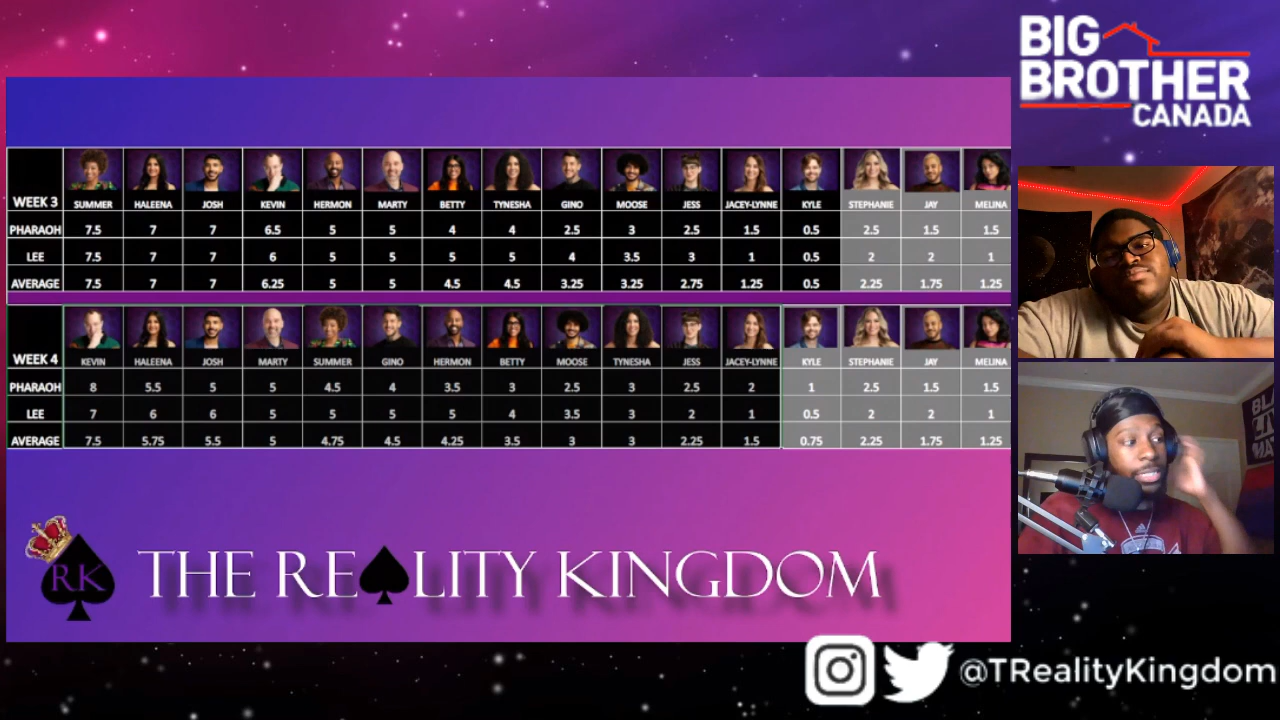 BIG
BROTHER
CANADA
WEEK 3 SUMMER HALEENA JOSH KEVIN HERMON MARTY BETTY TYNESHA GINO MOOSE JESS JACEY-LYNNE KYLE STEPHANIE JAY MELINA
PHARAOH 7.5 7 7 6.5 5 5 4 4 2.5 3 2.5 1.5 0.5 2.5 1.5 1.5
LEE 7.5 7 7 6 5 5 5 5 4 3.5 3 1 0.5 2 2 1
AVERAGE 7.5 7 7 6.25 5 5 4.5 4.5 3.25 3.25 2.75 1.25 0.5 2.25 1.75 1.25
WEEK 4 KEVIN HALEENA JOSH MARTY SUMMER GINO HERMON BETTY MOOSE TYNESHA JESS JACEY-LYNNE KYLE STEPHANIE JAY MELINA
PHARAOH 8 5.5 5 5 4.5 4 3.5 3 2.5 3 2.5 2 1 2.5 1.5 1.5
LEE 7 6 6 5 5 5 5 4 3.5 3 2 1 0.5 2 2 1
AVERAGE 7.5 5.75 5.5 5 4.75 4.5 4.25 3.5 3 3 2.25 1.5 0.75 2.25 1.75 1.25
RK
THE RE♠LITY KINGDOM
@TRealityKingdom